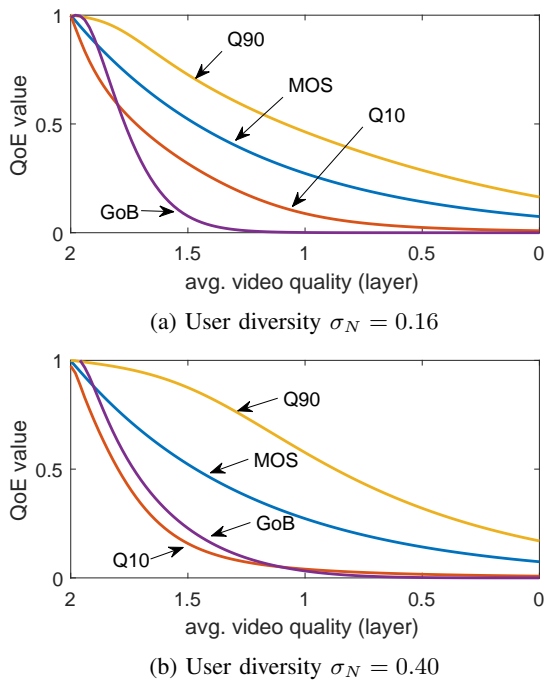 1
0.5
0
QoE value
Q90
MOS
Q10
GoB
2 1.5 1 0.5 0
avg. video quality (layer)
(a) User diversity σ_N = 0.16
1
0.5
0
QoE value
Q90
MOS
GoB
Q10
2 1.5 1 0.5 0
avg. video quality (layer)
(b) User diversity σ_N = 0.40